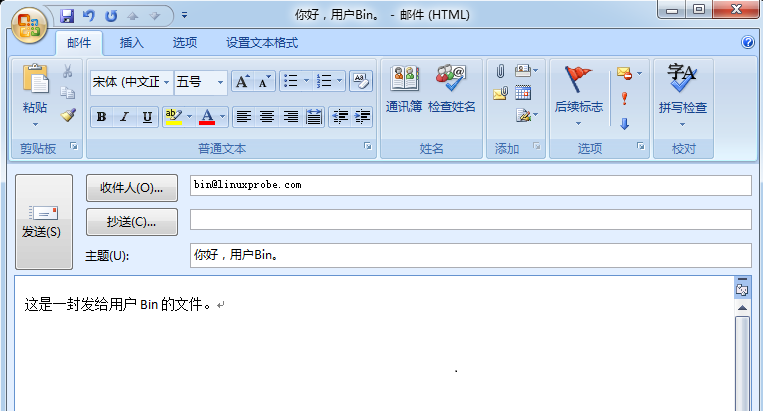 你好，用户Bin。 - 邮件 (HTML)
邮件 插入 选项 设置文本格式
粘贴
剪贴板
宋体 (中文正 五号
B I U
普通文本
通讯簿 检查姓名
姓名
添加
后续标志
选项
字A
拼写检查
校对
发送(S)
收件人(O)... bin@linuxprobe.com
抄送(C)...
主题(U): 你好，用户Bin。
这是一封发给用户 Bin 的文件。